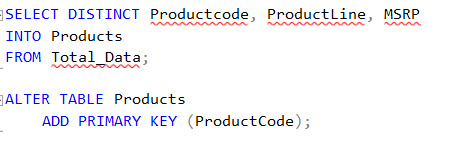 SELECT DISTINCT Productcode, ProductLine, MSRP
INTO Products
FROM Total_Data;
ALTER TABLE Products
ADD PRIMARY KEY (ProductCode);